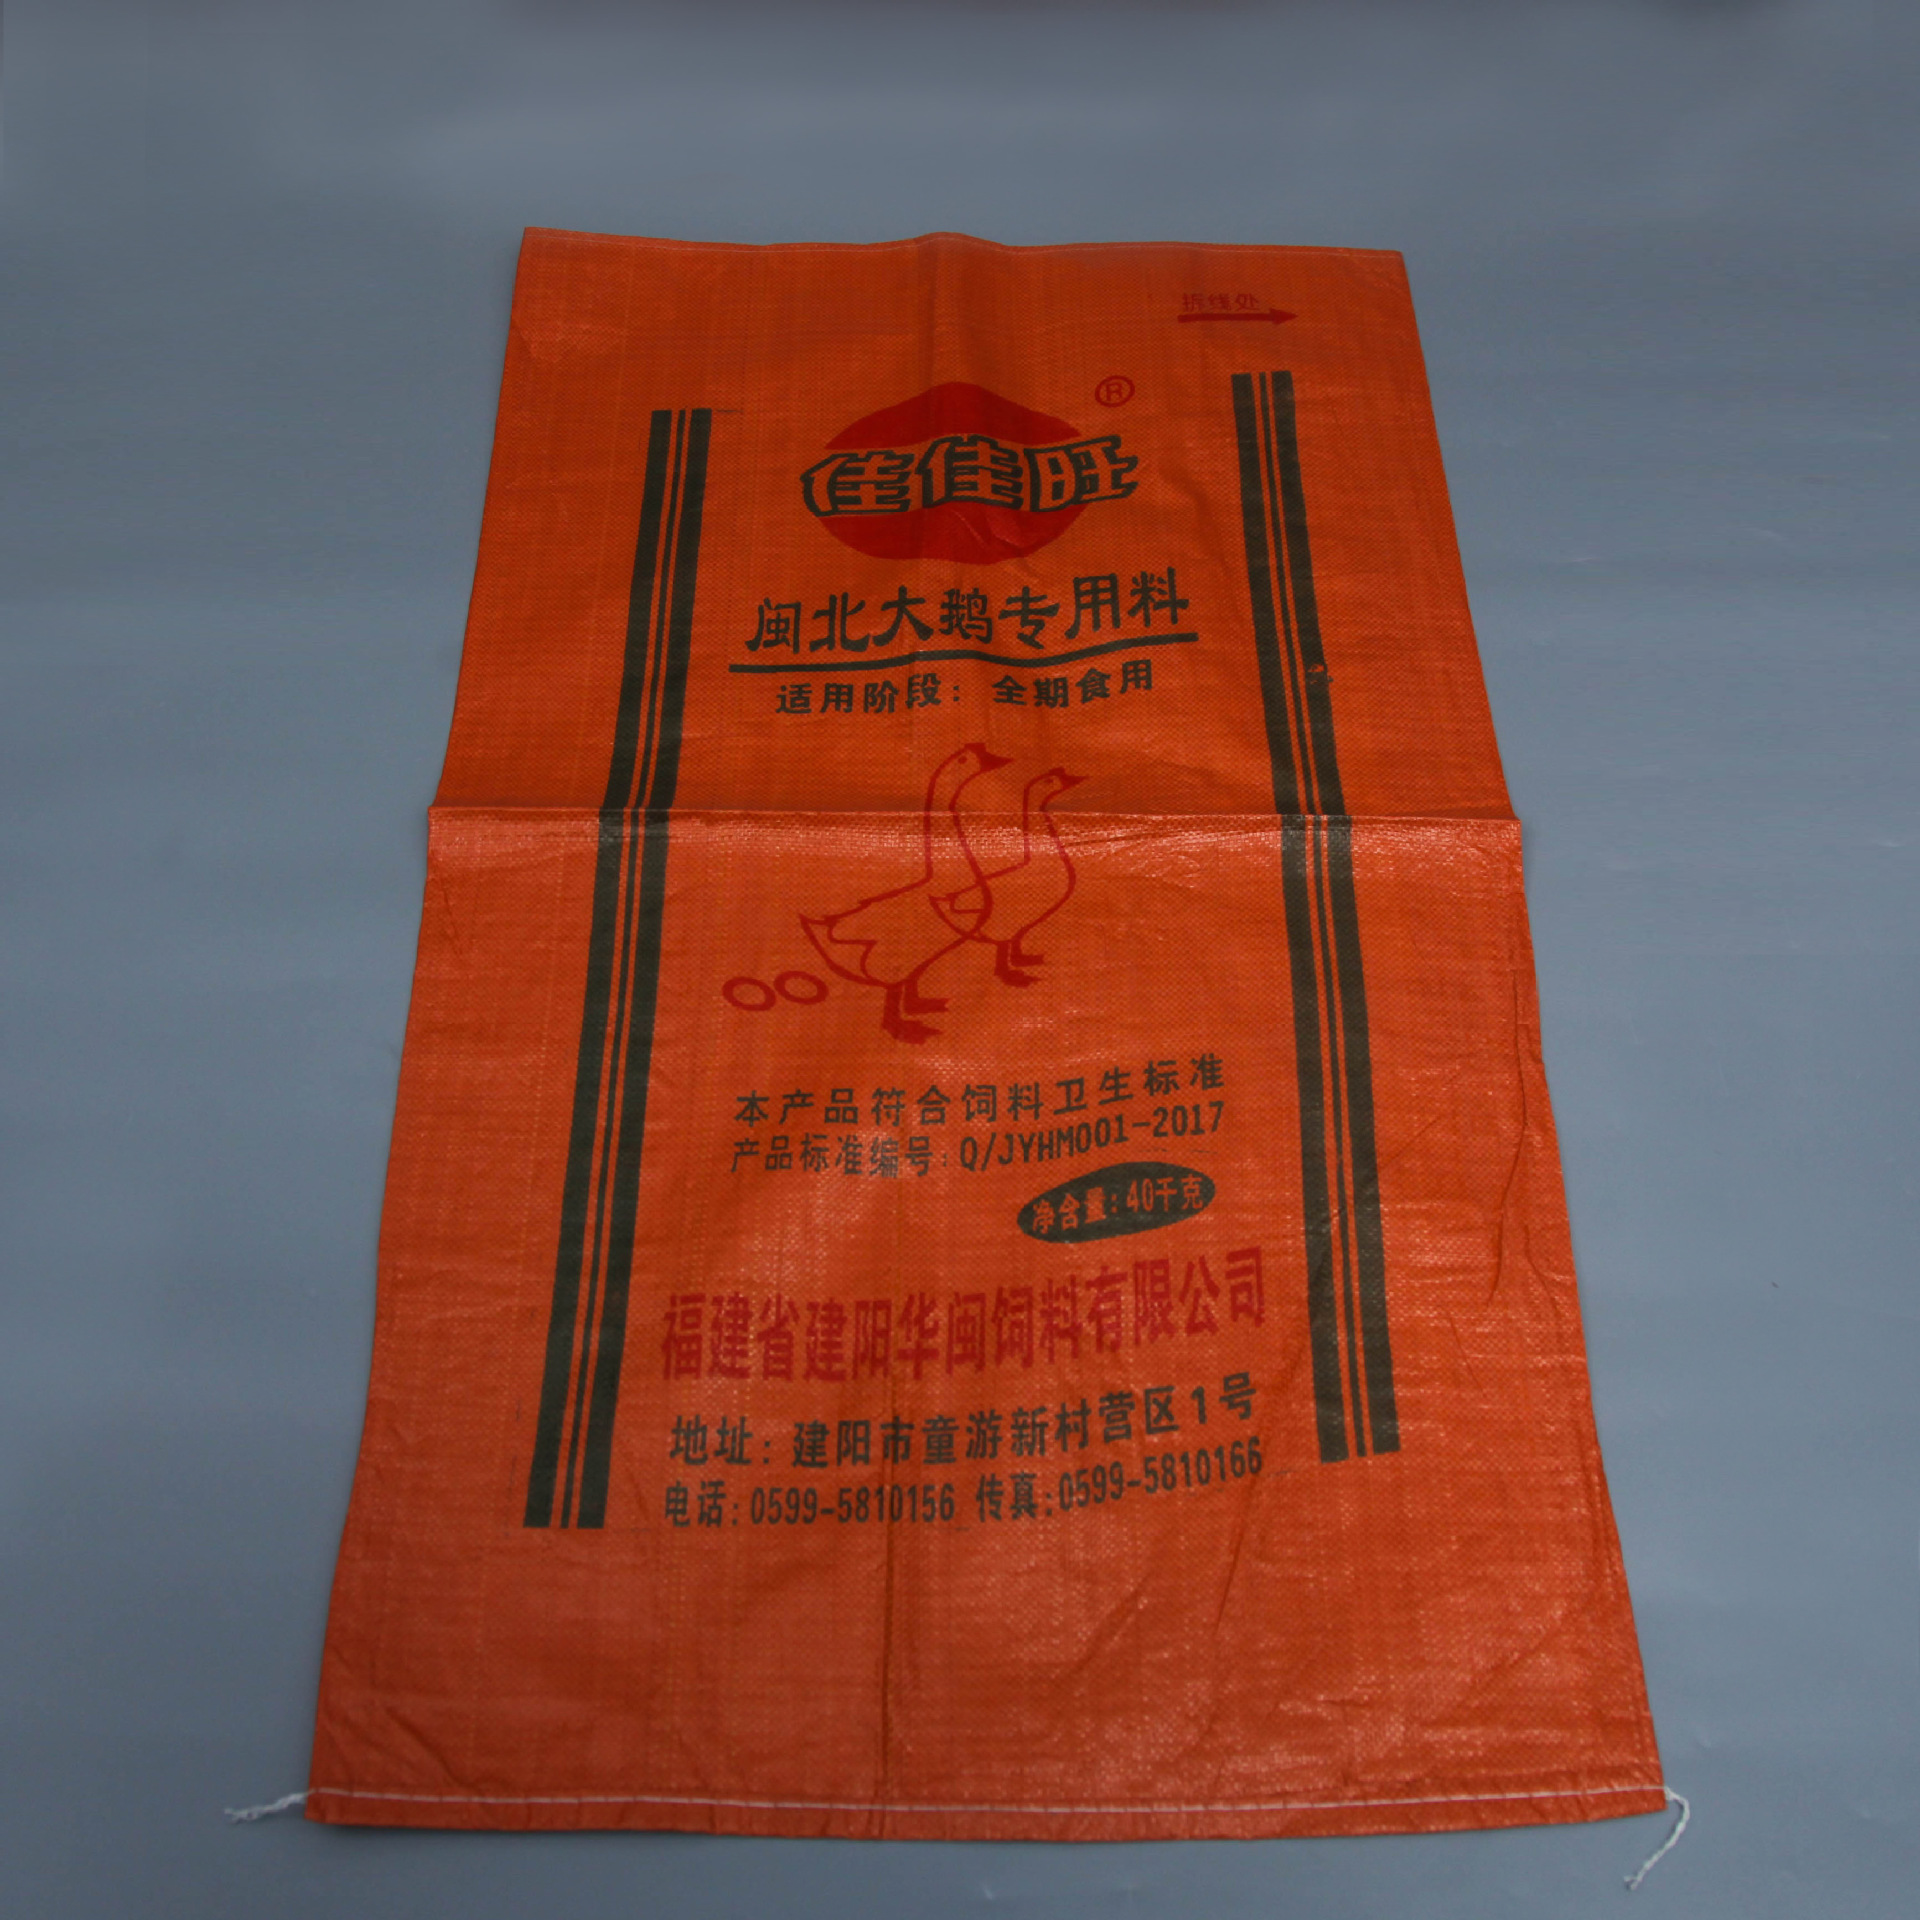 拆线处
®
佳佳旺
闽北大鹅专用料
适用阶段：全期食用
本产品符合饲料卫生标准
产品标准编号：Q/JYHM001-2017
净含量：40千克
福建省建阳华闽饲料有限公司
地址：建阳市童游新村营区1号
电话：0599-5810156 传真：0599-5810166